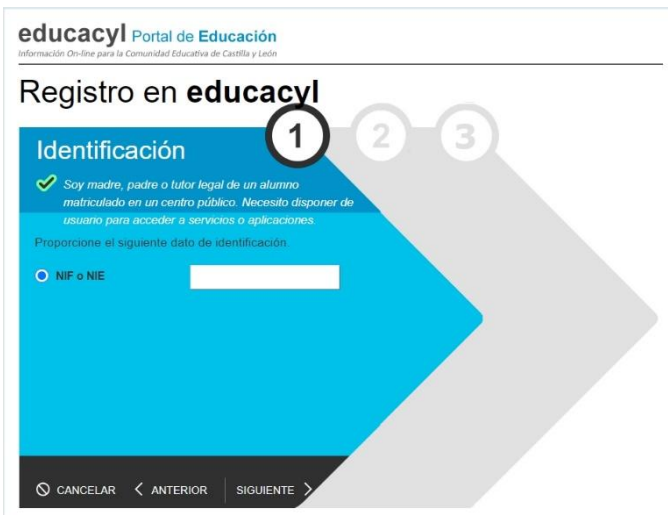 educacyl Portal de Educación
Información On-line para la Comunidad Educativa de Castilla y León
Registro en educacyl
1 2 3
Identificación
Soy madre, padre o tutor legal de un alumno
matriculado en un centro público. Necesito disponer de
usuario para acceder a servicios o aplicaciones.
Proporcione el siguiente dato de identificación.
NIF o NIE
CANCELAR ANTERIOR SIGUIENTE